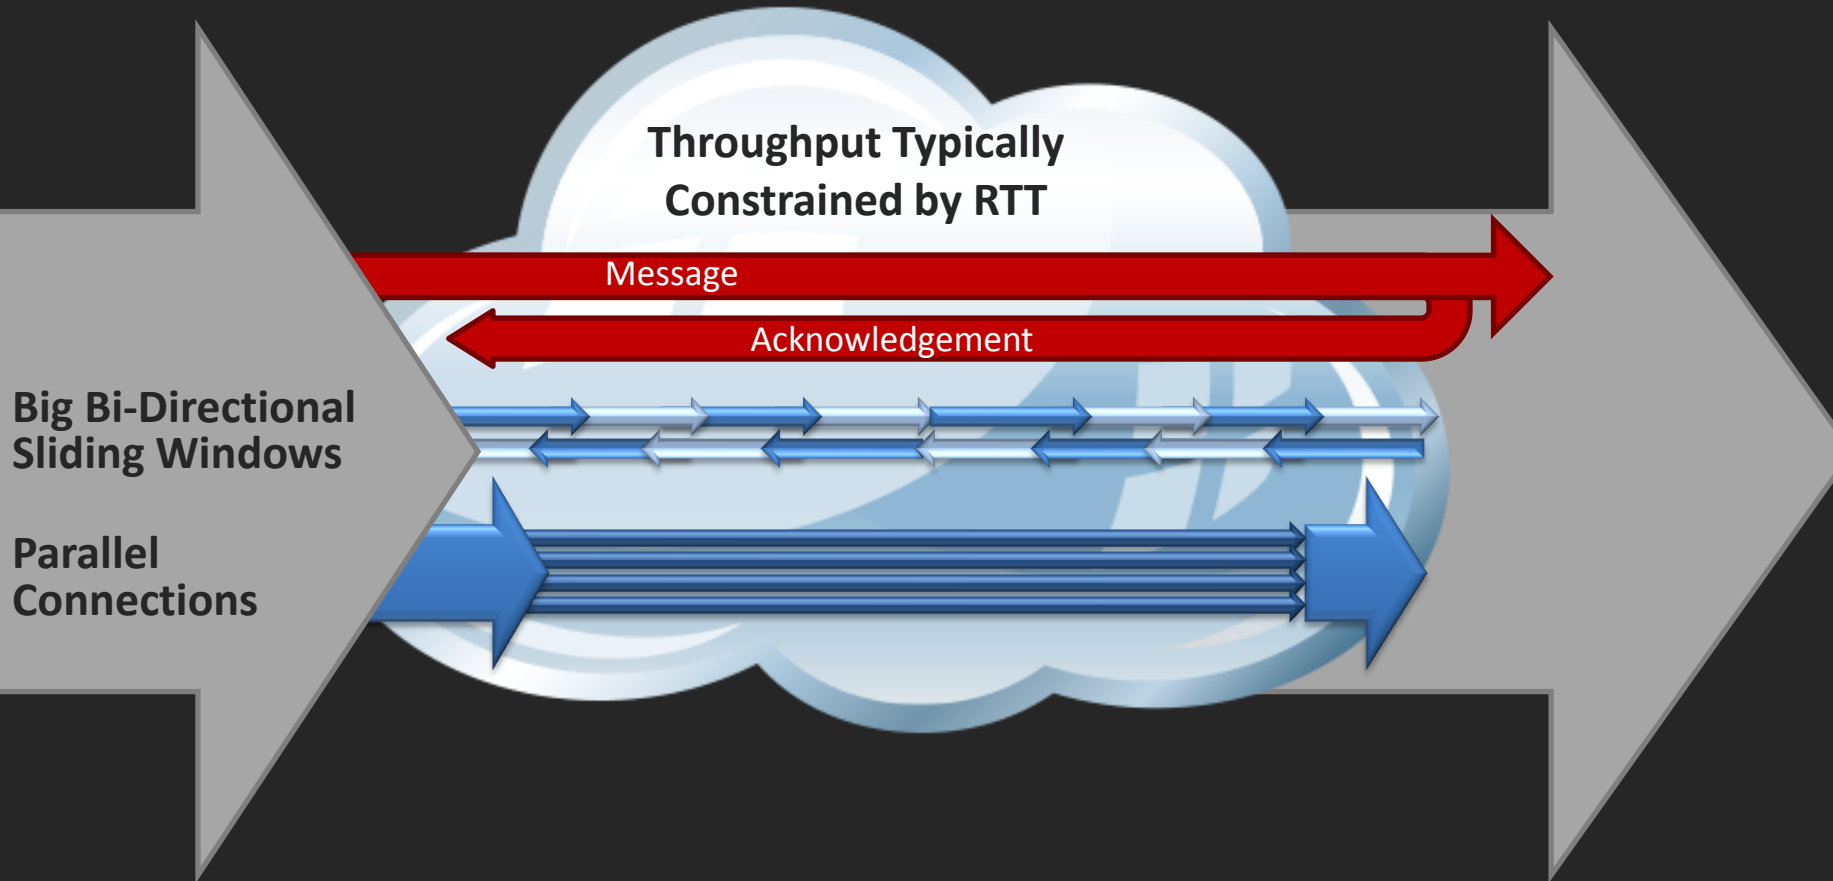 Throughput Typically
Constrained by RTT
Message
Acknowledgement
Big Bi-Directional
Sliding Windows
Parallel
Connections